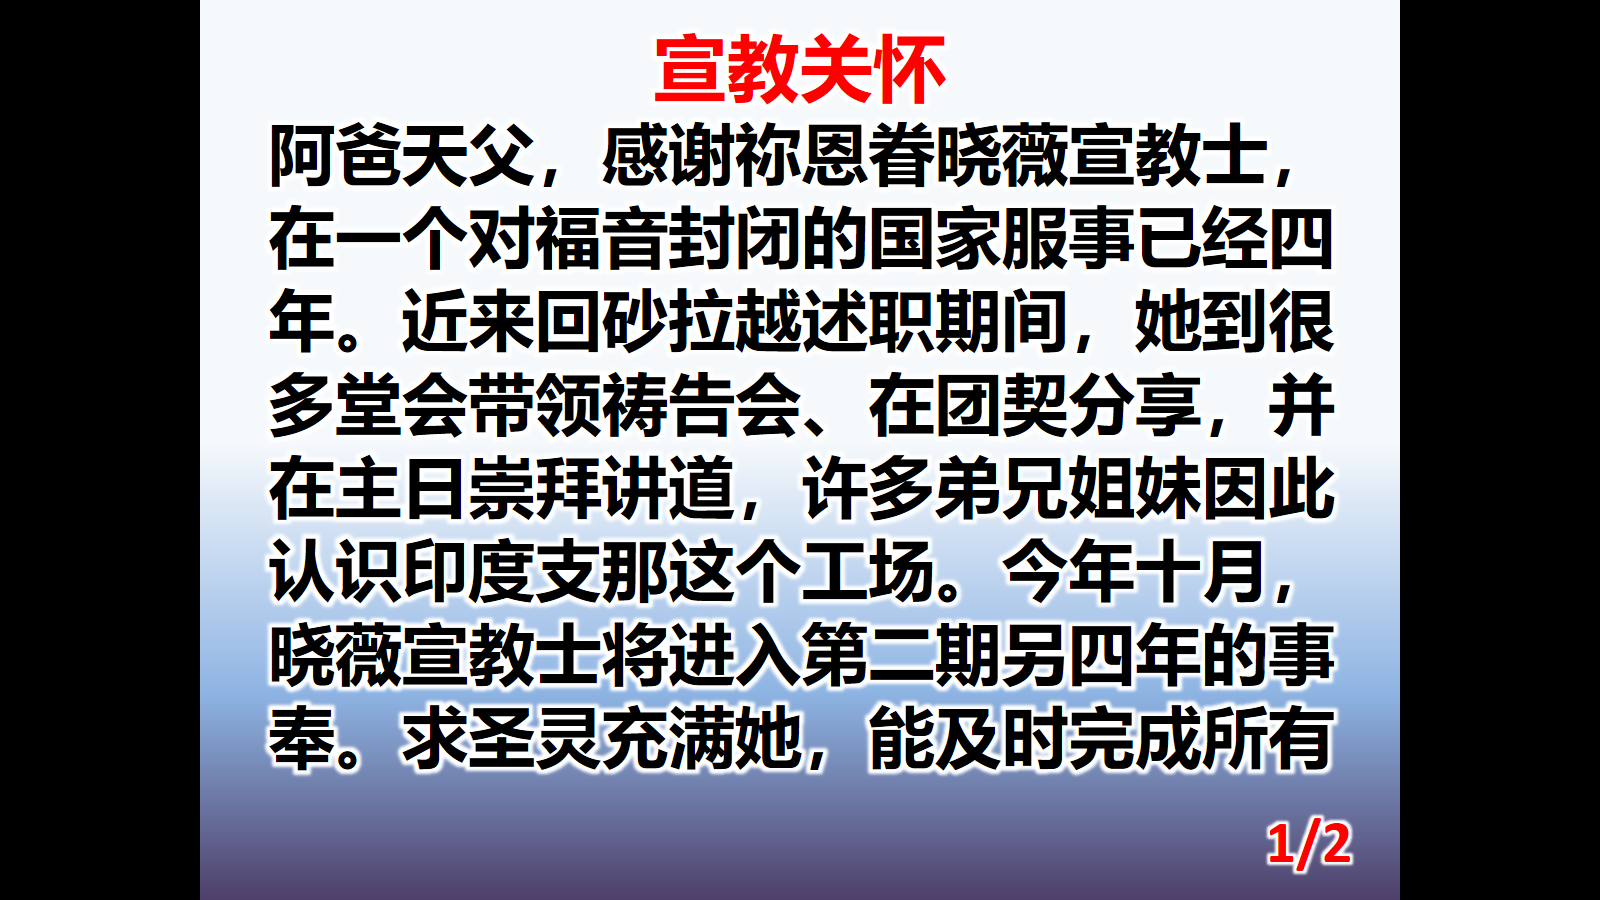 宣教关怀
阿爸天父，感谢祢恩眷晓薇宣教士，
在一个对福音封闭的国家服事已经四
年。近来回砂拉越述职期间，她到很
多堂会带领祷告会、在团契分享，并
在主日崇拜讲道，许多弟兄姐妹因此
认识印度支那这个工场。今年十月，
晓薇宣教士将进入第二期另四年的事
奉。求圣灵充满她，能及时完成所有
1/2